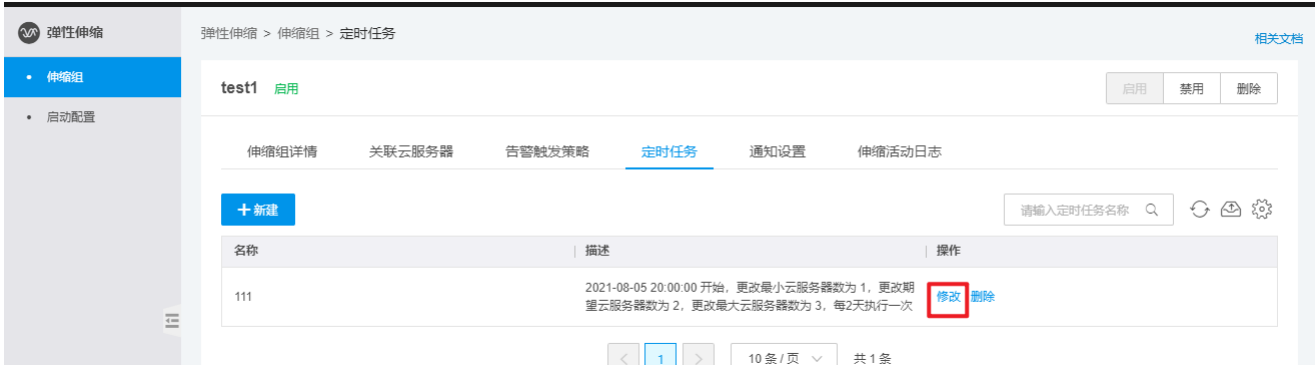 弹性伸缩
弹性伸缩 > 伸缩组 > 定时任务
相关文档
伸缩组
启动配置
test1 启用
启用 禁用 删除
伸缩组详情 关联云服务器 告警触发策略 定时任务 通知设置 伸缩活动日志
+新建
请输入定时任务名称
名称 描述 操作
111
2021-08-05 20:00:00 开始，更改最小云服务器数为 1，更改期
望云服务器数为 2，更改最大云服务器数为 3，每2天执行一次
修改 删除
< 1 > 10 条 / 页 共 1 条